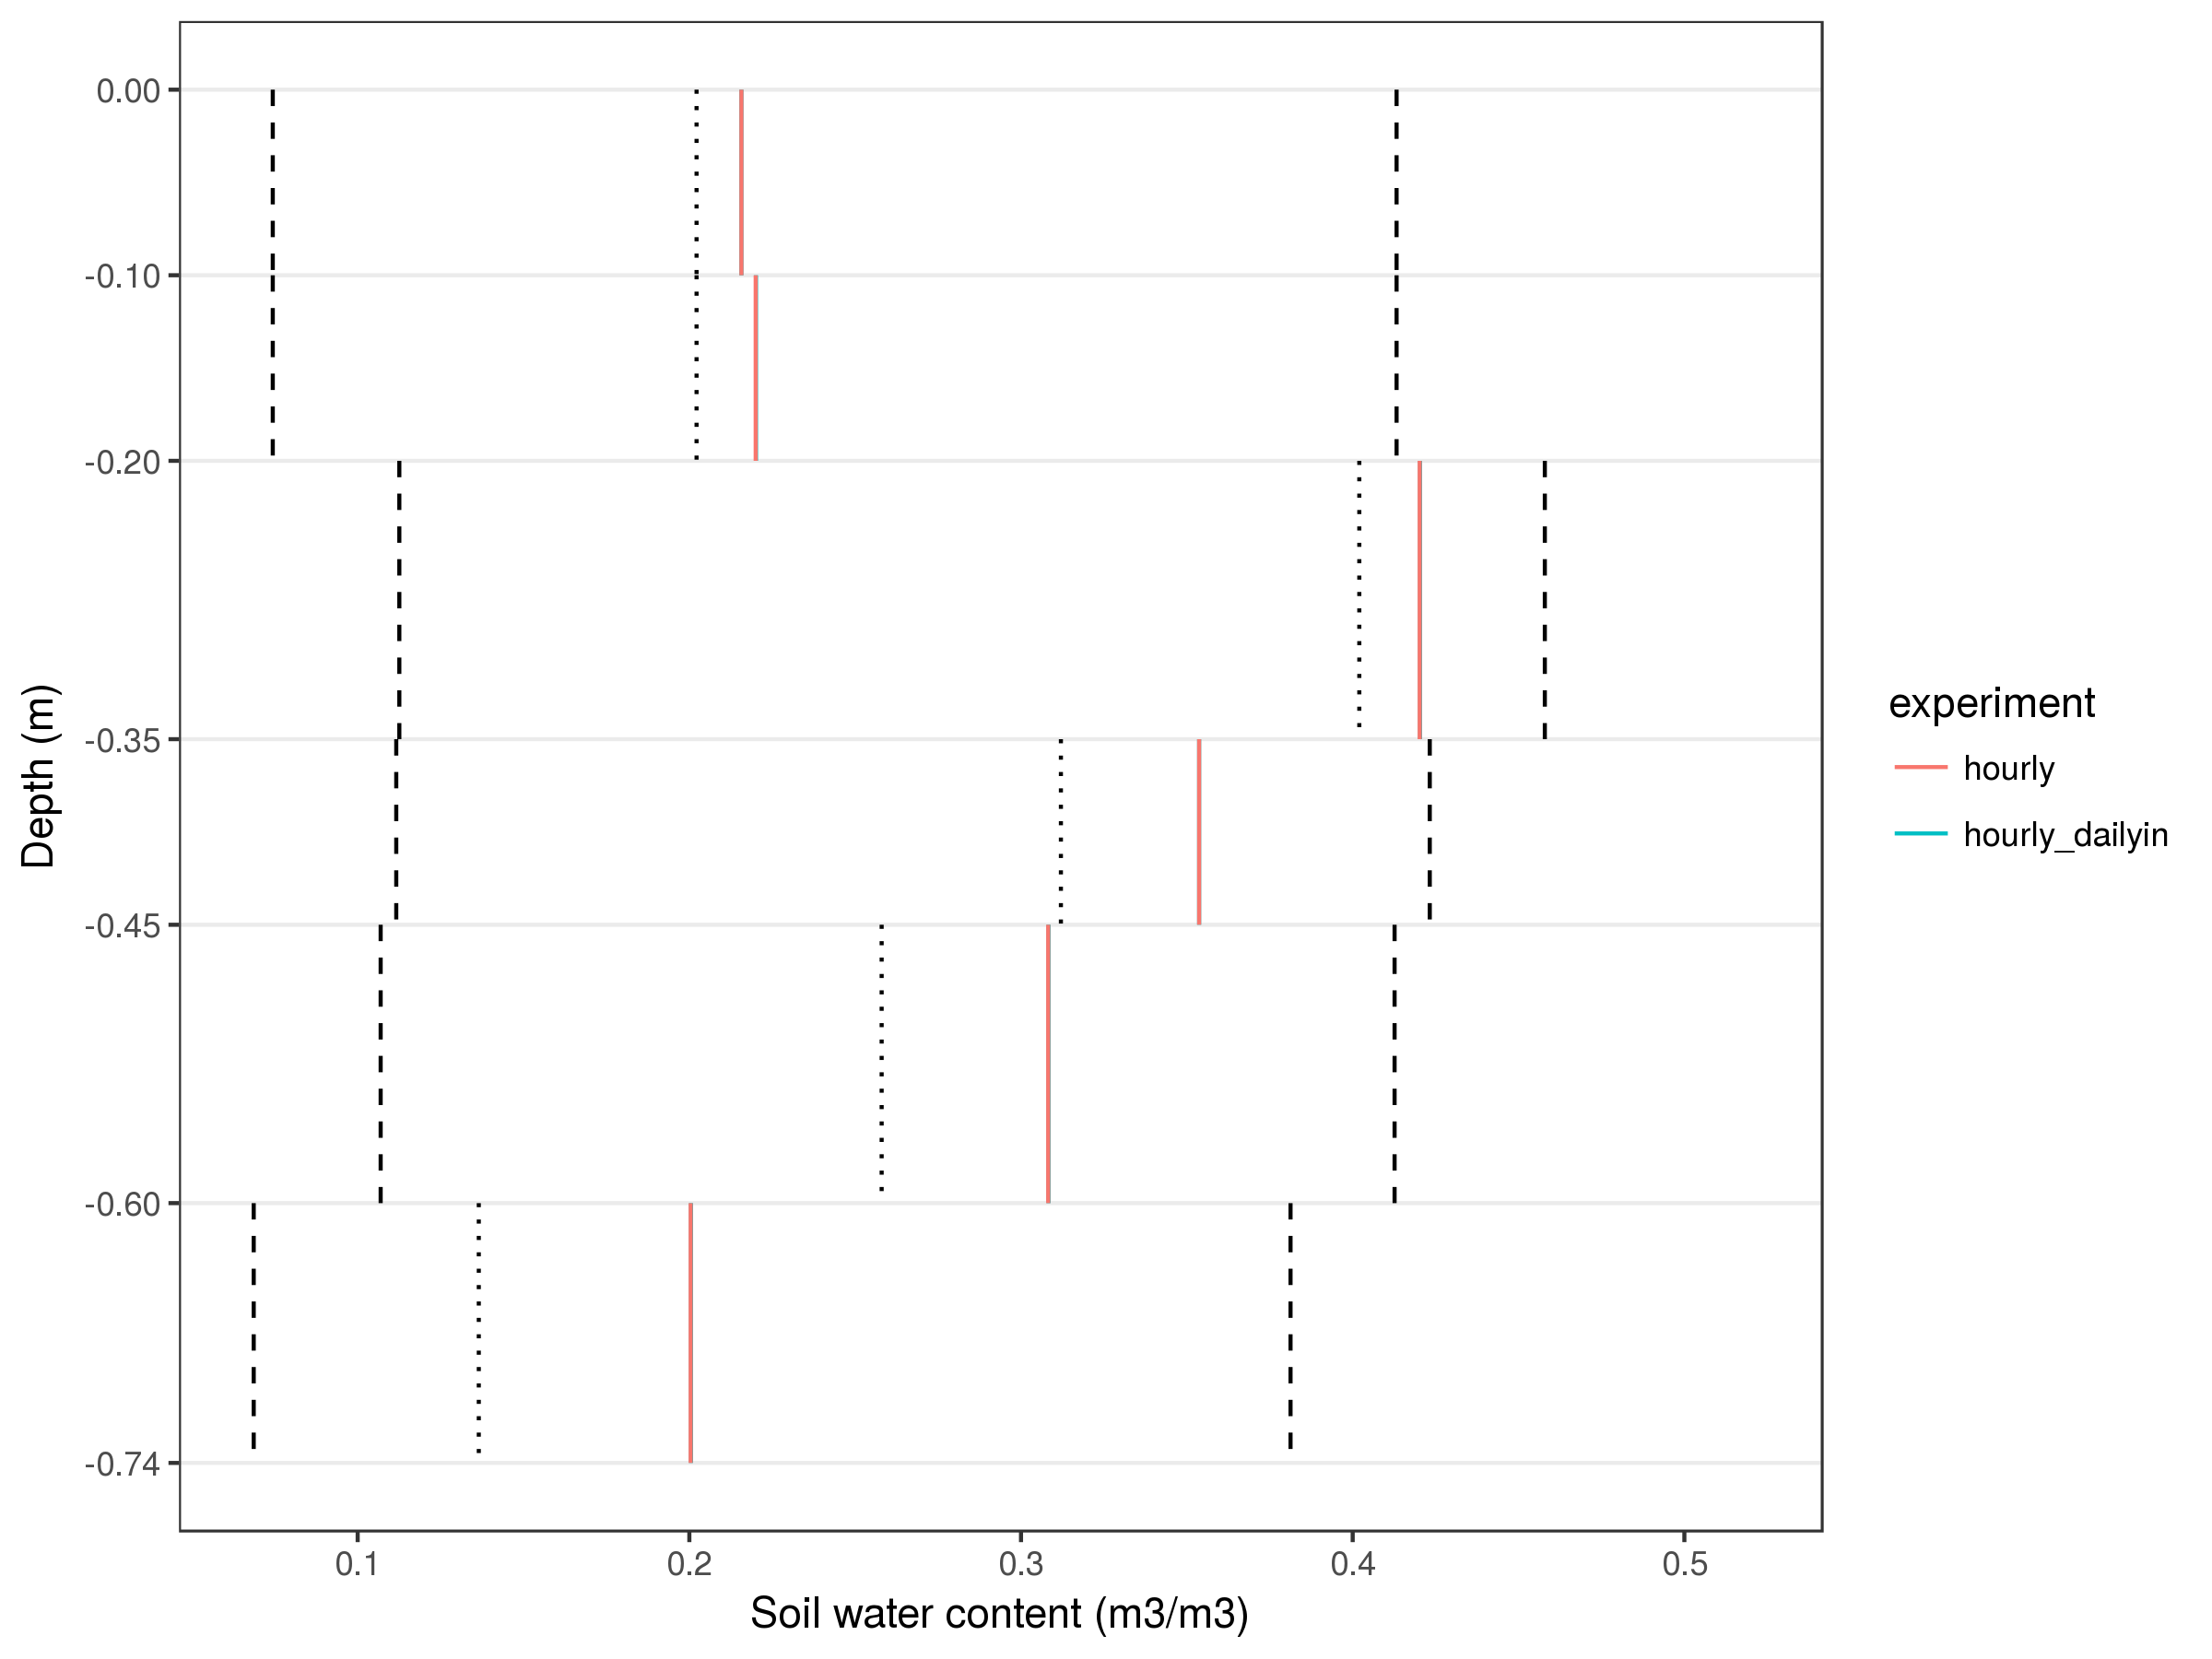 0.00
-0.10
-0.20
-0.35
-0.45
-0.60
-0.74
Depth (m)
0.1 0.2 0.3 0.4 0.5
Soil water content (m3/m3)
experiment
hourly
hourly_dailyin